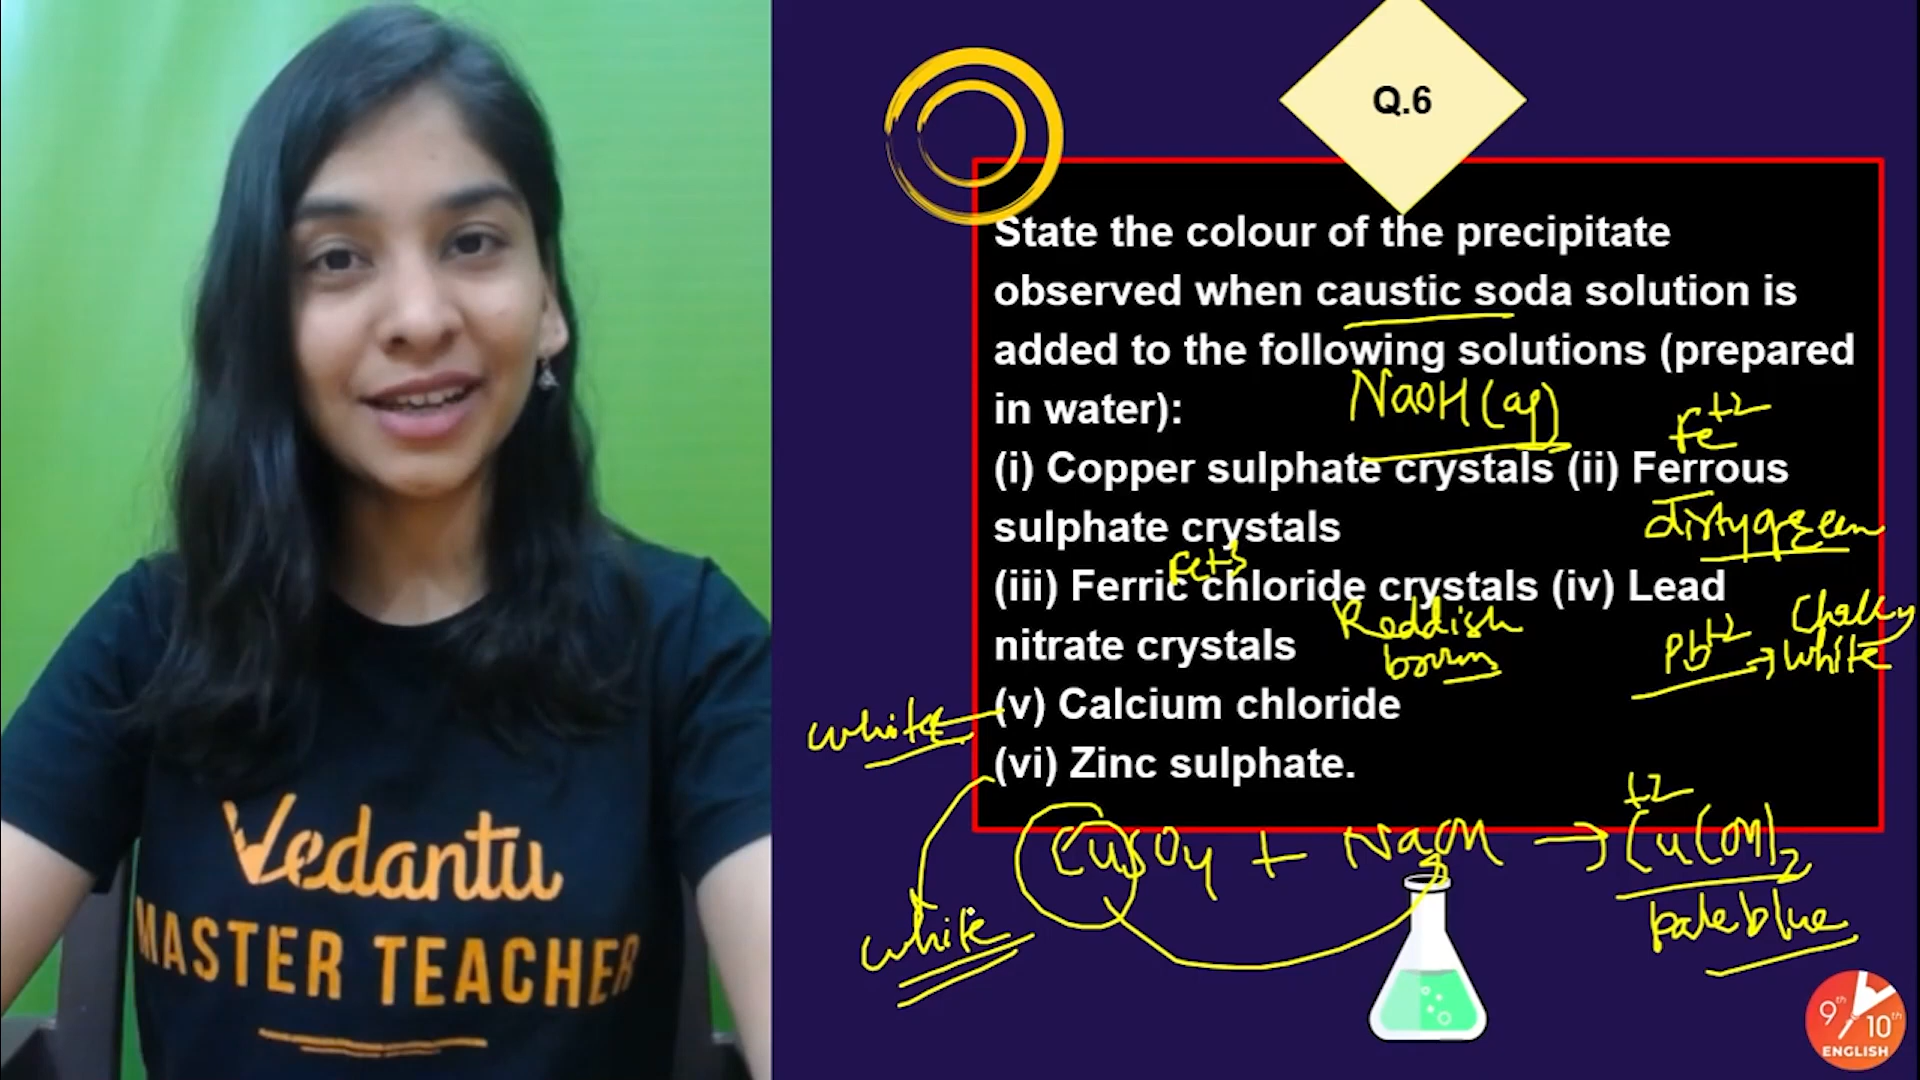 Q.6
State the colour of the precipitate
observed when caustic soda solution is
added to the following solutions (prepared
in water):
NaOH (aq)
Fe+2
(i) Copper sulphate crystals (ii) Ferrous
sulphate crystals
dirty green
Fe+3
(iii) Ferric chloride crystals (iv) Lead
nitrate crystals
Reddish
brown
Pb+2 → Chalky
white
(v) Calcium chloride
white
(vi) Zinc sulphate.
white
+2
CuSO4 + NaOH → Cu(OH)2
pale blue
Vedantu
MASTER TEACHER
9th 10th
ENGLISH